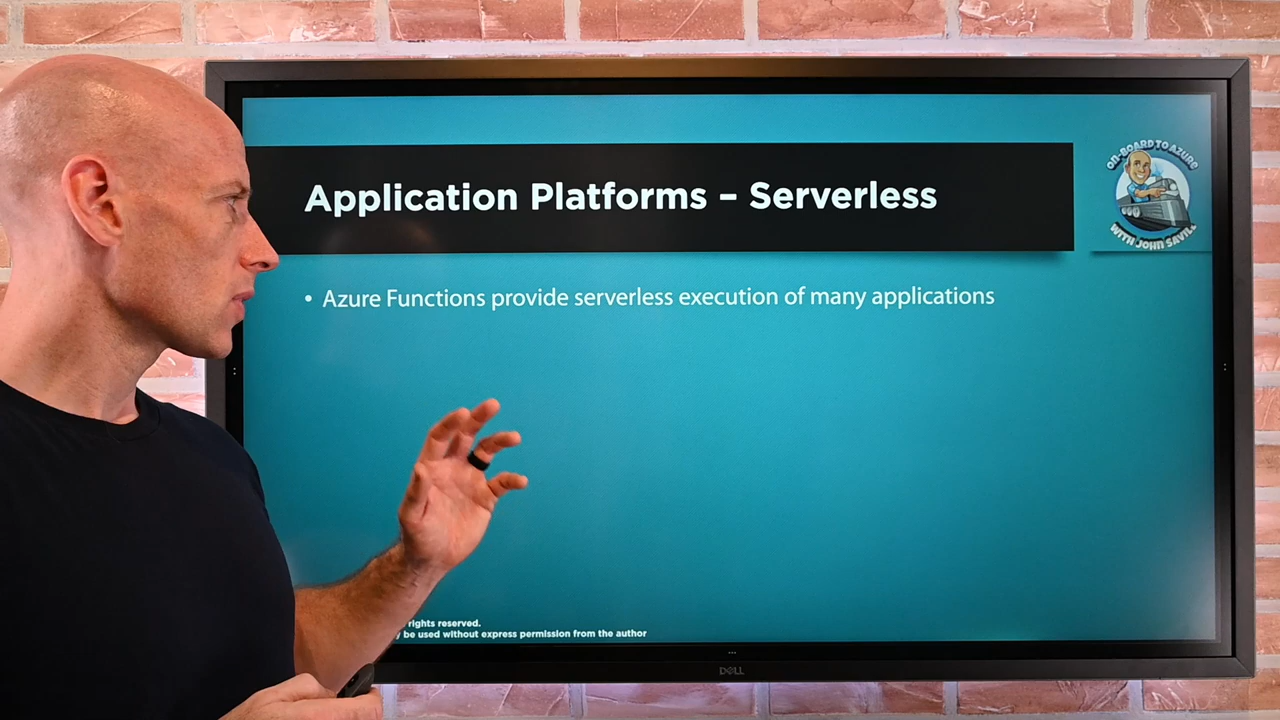 Application Platforms – Serverless
ON-BOARD TO AZURE
WITH JOHN SAVILL
• Azure Functions provide serverless execution of many applications
rights reserved.
be used without express permission from the author
DELL